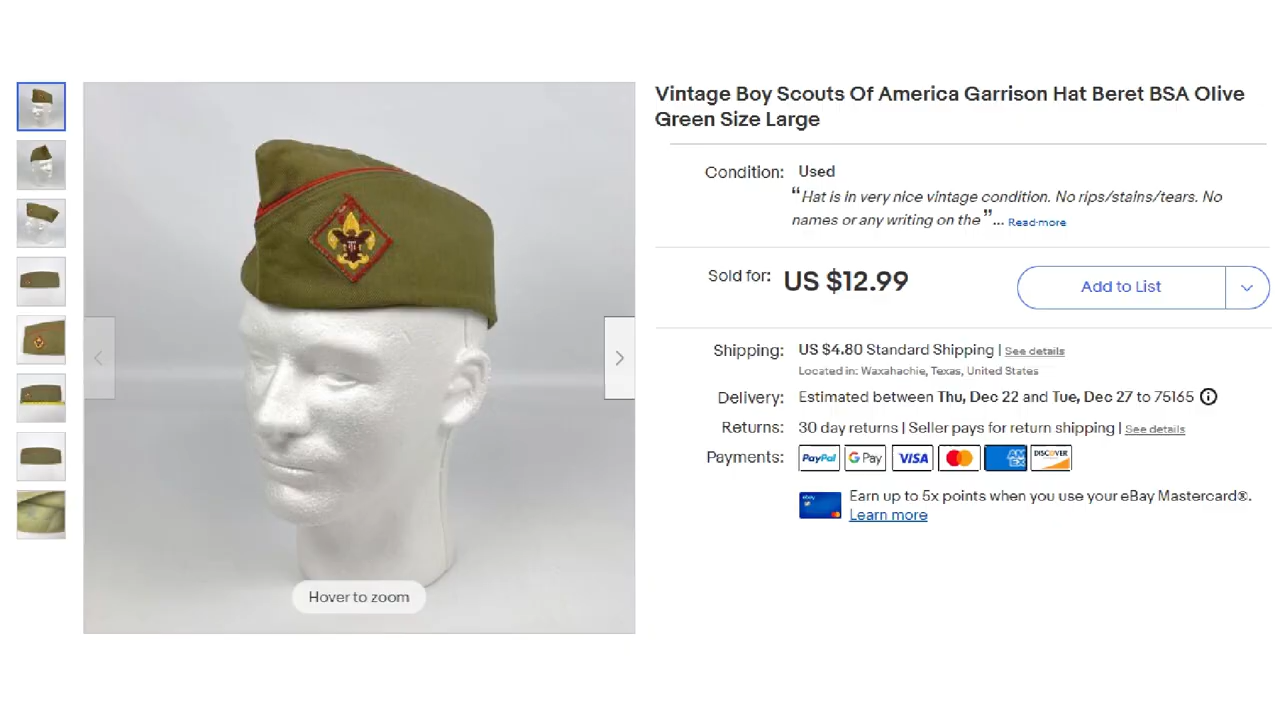 Vintage Boy Scouts Of America Garrison Hat Beret BSA Olive
Green Size Large
Condition: Used
“Hat is in very nice vintage condition. No rips/stains/tears. No
names or any writing on the”... Read more
Sold for: US $12.99
Add to List
Shipping: US $4.80 Standard Shipping | See details
Located in: Waxahachie, Texas, United States
Delivery: Estimated between Thu, Dec 22 and Tue, Dec 27 to 75165
Returns: 30 day returns | Seller pays for return shipping | See details
Payments: PayPal G Pay VISA AM EX DISCOVER
ebay
Earn up to 5x points when you use your eBay Mastercard®.
Learn more
Hover to zoom